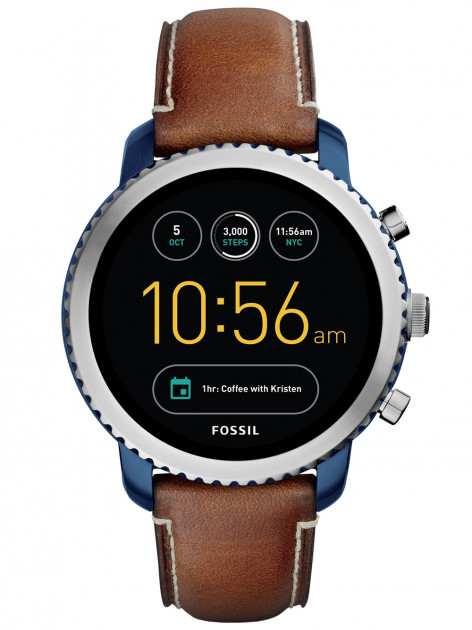 5
OCT
3,000
STEPS
11:56am
NYC
10:56am
1hr: Coffee with Kristen
FOSSIL